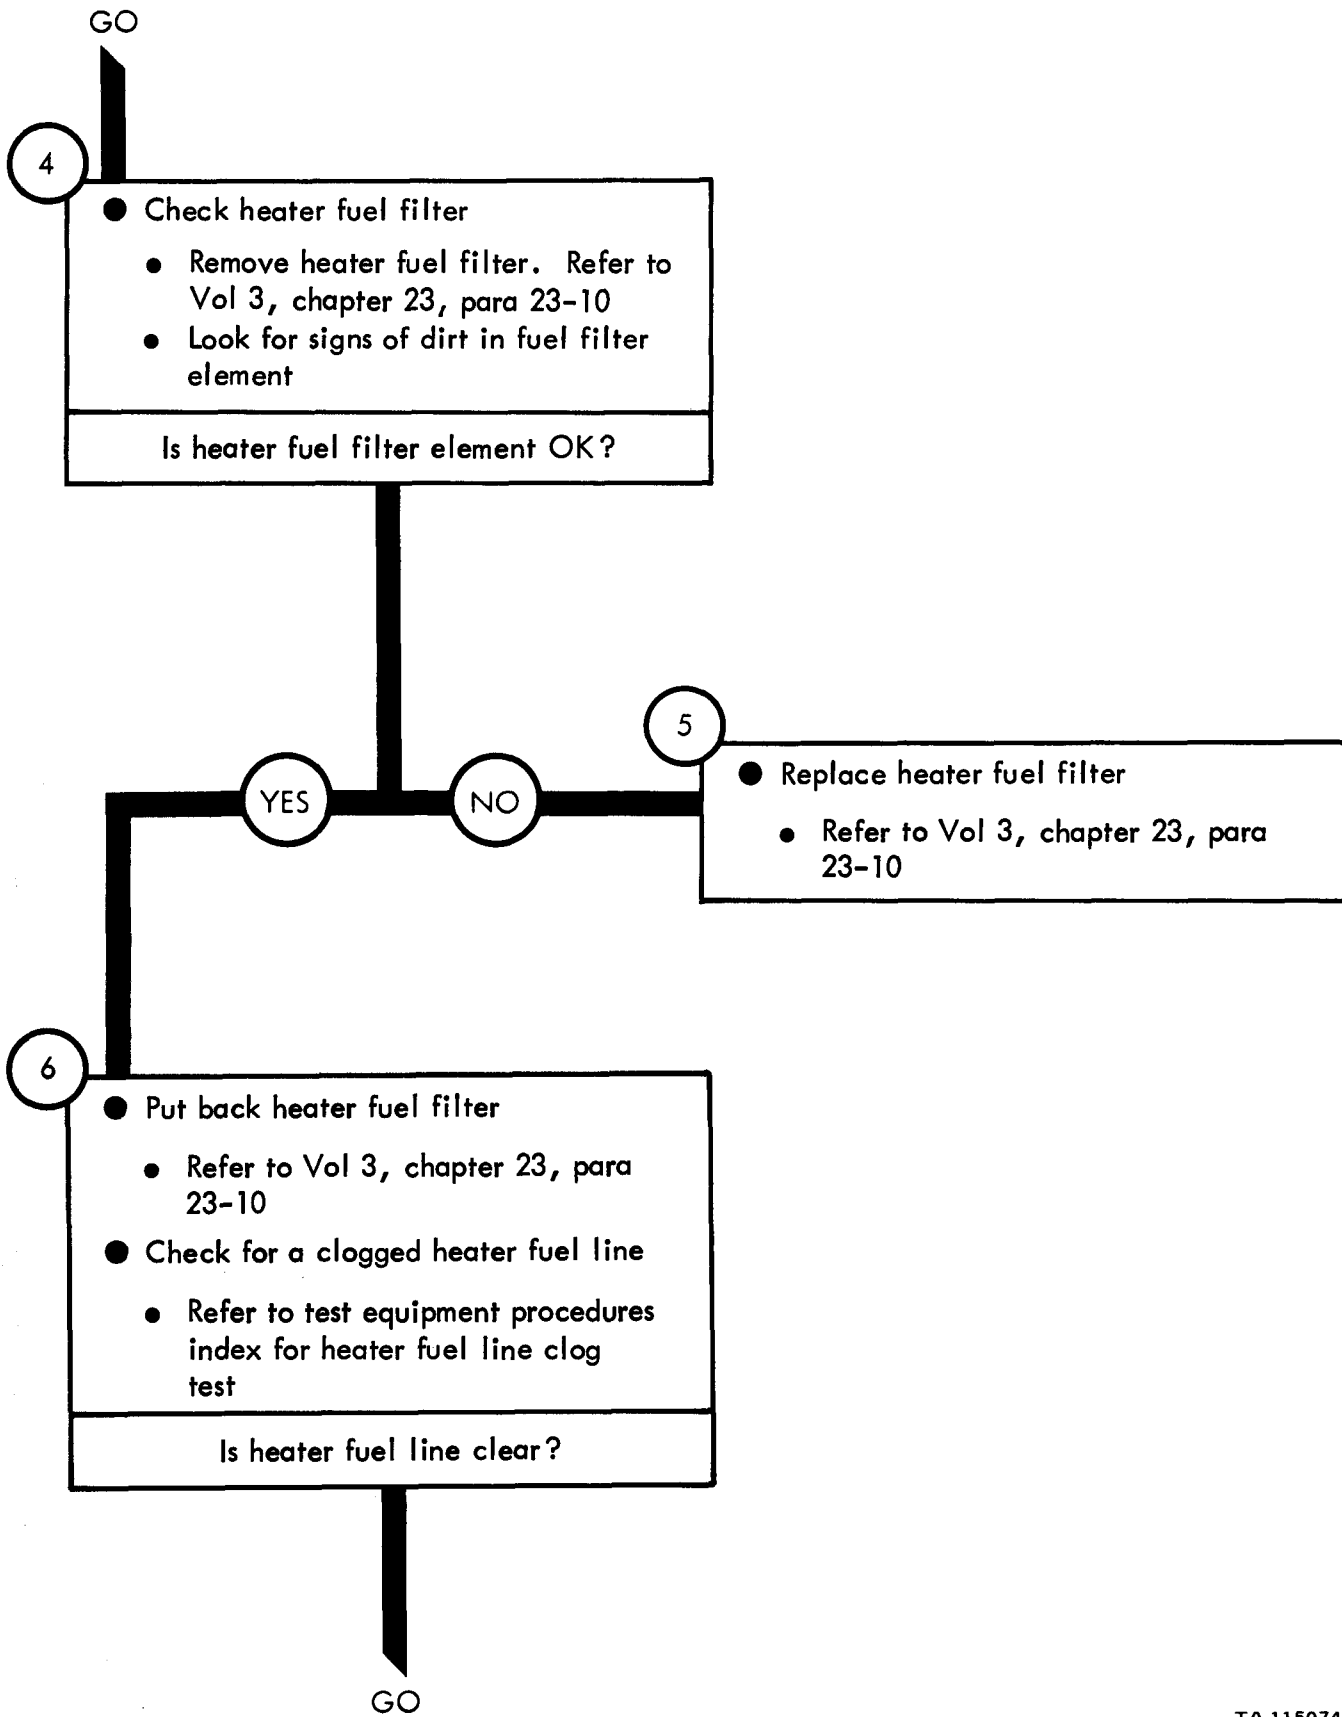 GO
4
● Check heater fuel filter
● Remove heater fuel filter. Refer to
Vol 3, chapter 23, para 23-10
● Look for signs of dirt in fuel filter
element
Is heater fuel filter element OK?
YES
NO
5
● Replace heater fuel filter
● Refer to Vol 3, chapter 23, para
23-10
6
● Put back heater fuel filter
● Refer to Vol 3, chapter 23, para
23-10
● Check for a clogged heater fuel line
● Refer to test equipment procedures
index for heater fuel line clog
test
Is heater fuel line clear?
GO